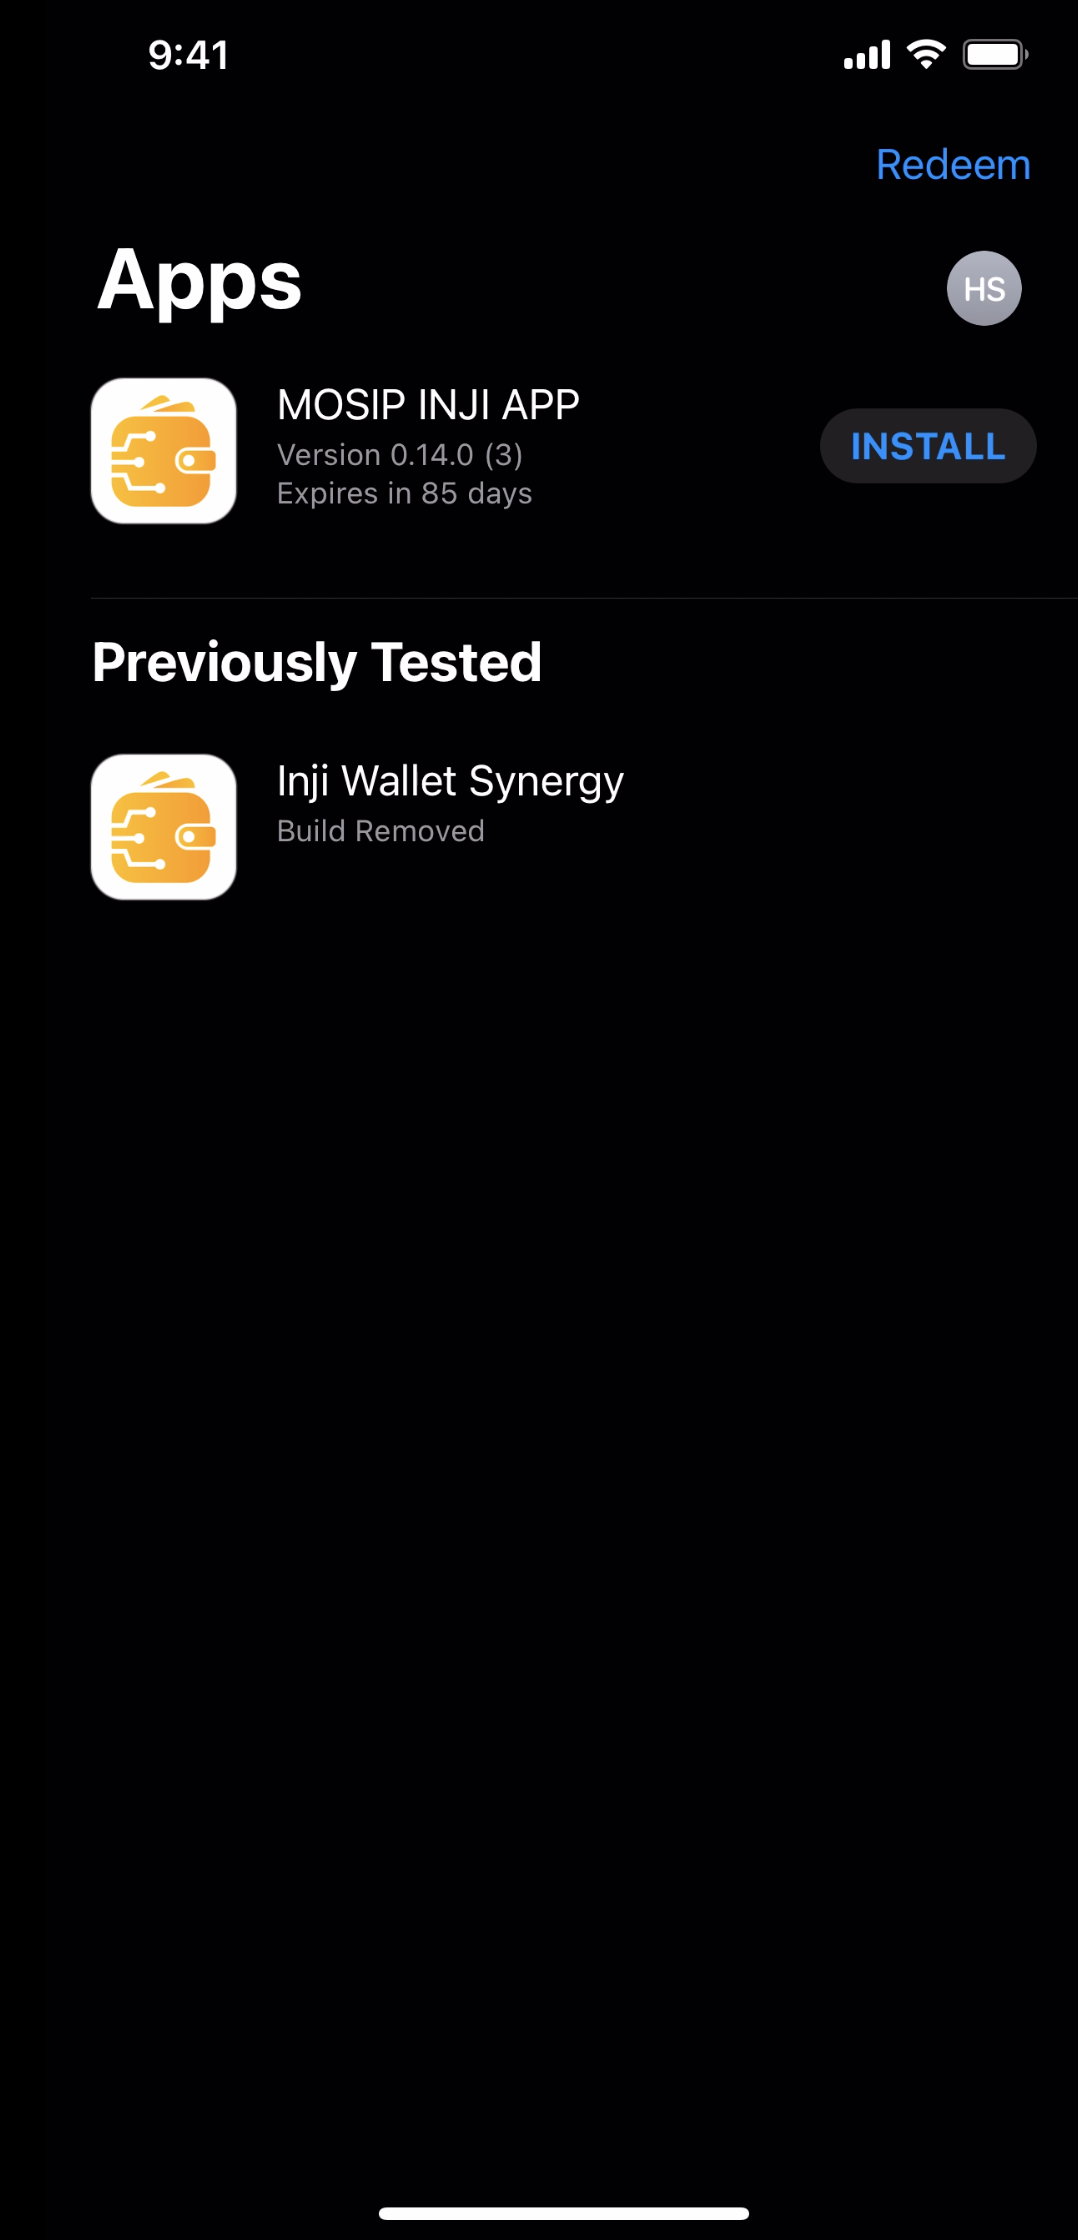 9:41
Redeem
Apps
HS
MOSIP INJI APP
Version 0.14.0 (3)
Expires in 85 days
INSTALL
Previously Tested
Inji Wallet Synergy
Build Removed